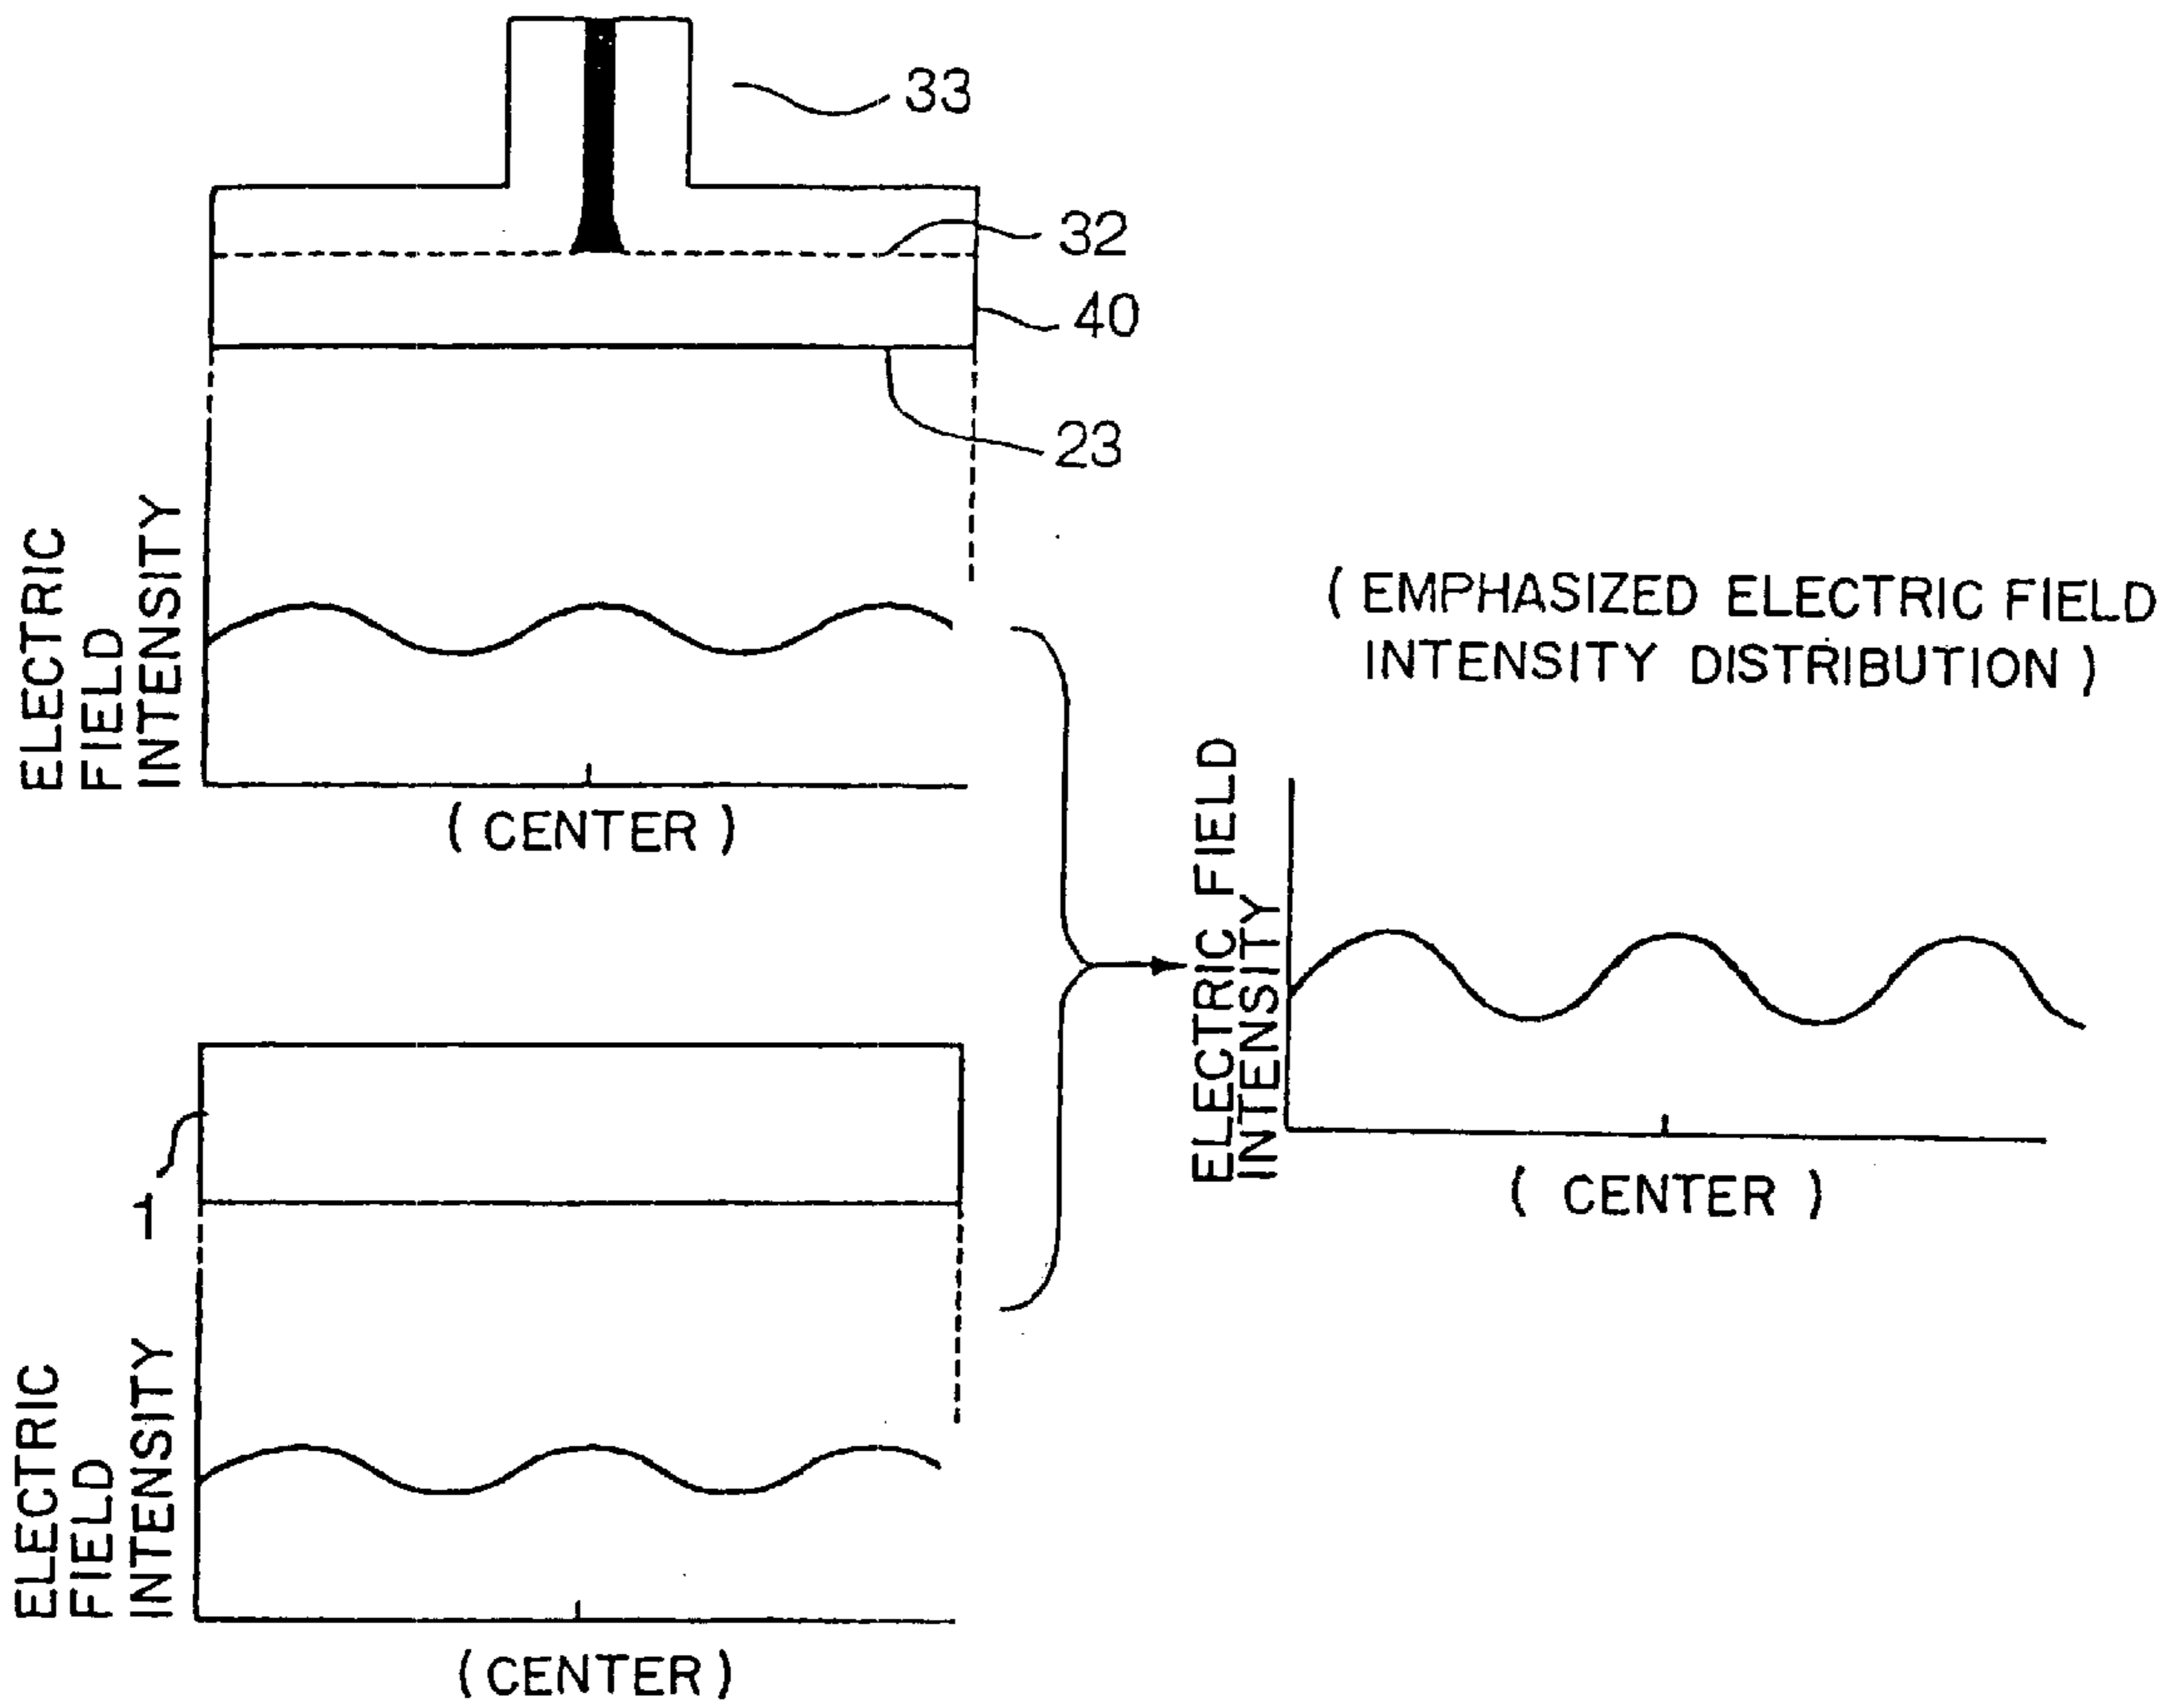 33
32
40
23
ELECTRIC
FIELD
INTENSITY
( CENTER )
( EMPHASIZED ELECTRIC FIELD
INTENSITY DISTRIBUTION )
ELECTRIC FIELD
INTENSITY
( CENTER )
1
ELECTRIC
FIELD
INTENSITY
( CENTER )